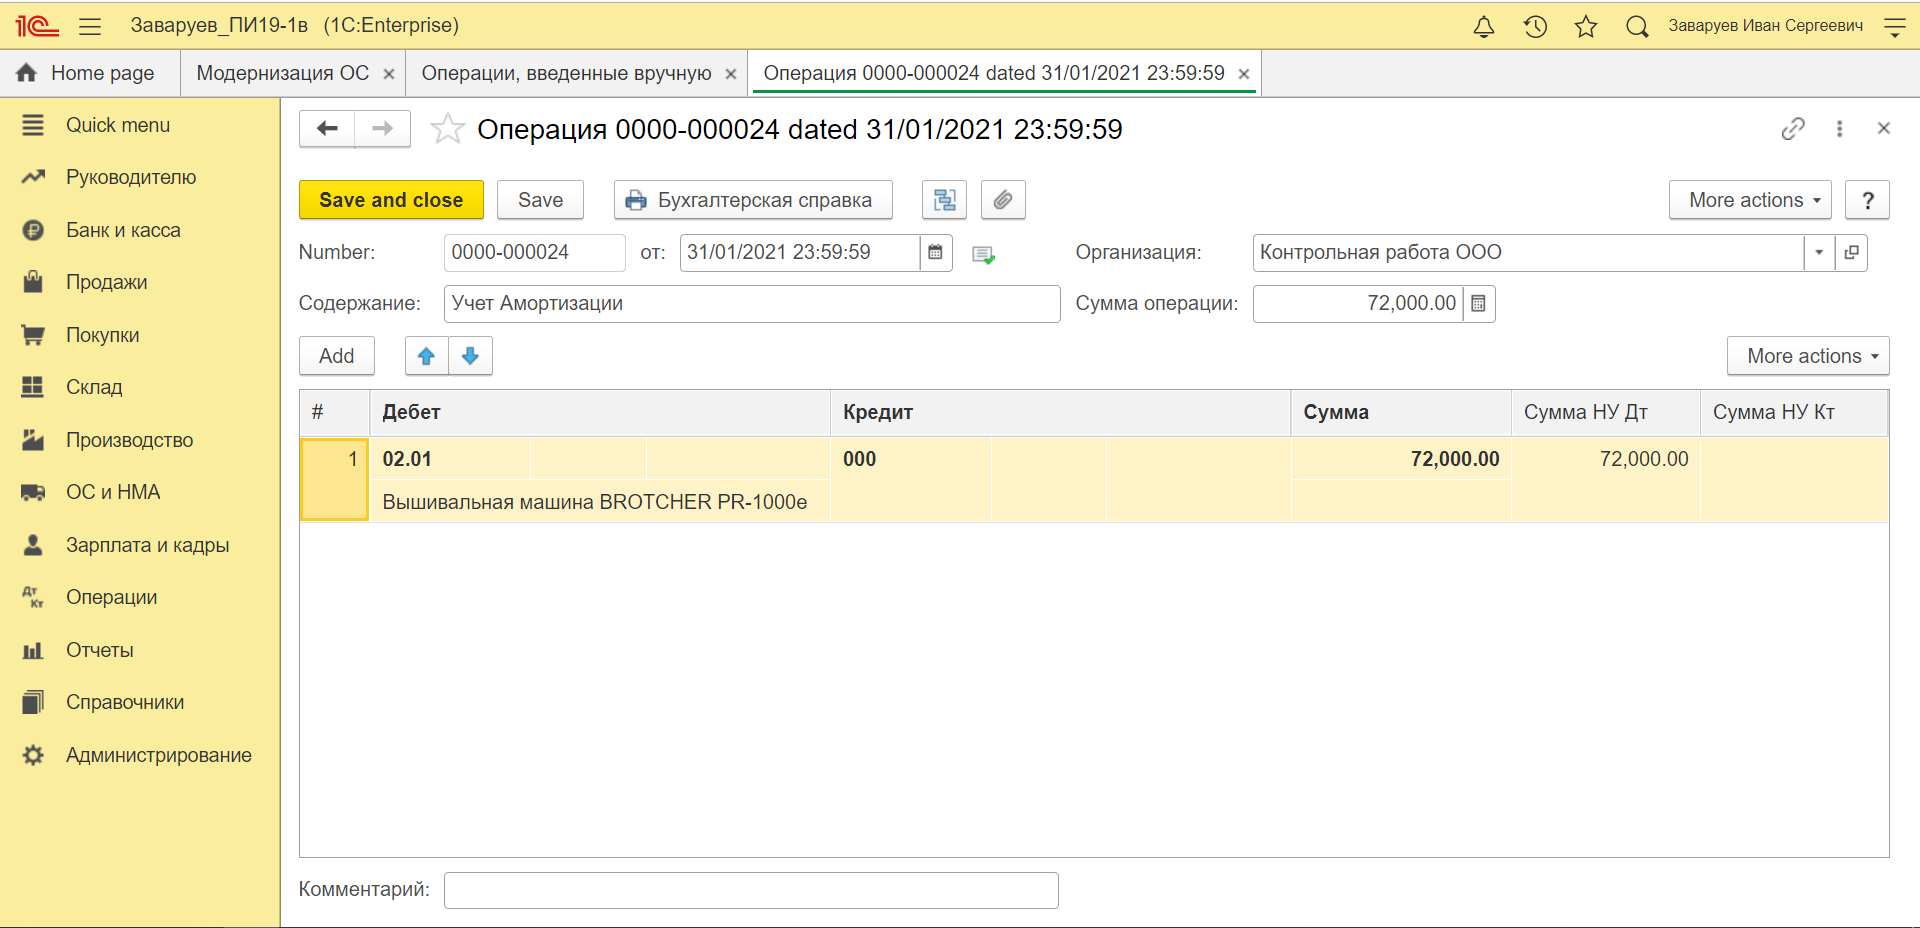 1С Заваруев_ПИ19-1в (1C:Enterprise) Заваруев Иван Сергеевич
Home page Модернизация ОС × Операции, введенные вручную × Операция 0000-000024 dated 31/01/2021 23:59:59 ×
Quick menu
Руководителю
Банк и касса
Продажи
Покупки
Склад
Производство
ОС и НМА
Зарплата и кадры
Дт Кт Операции
Отчеты
Справочники
Администрирование
Операция 0000-000024 dated 31/01/2021 23:59:59
Save and close Save Бухгалтерская справка More actions ?
Number: 0000-000024 от: 31/01/2021 23:59:59 Организация: Контрольная работа ООО
Содержание: Учет Амортизации Сумма операции: 72,000.00
Add More actions
# Дебет Кредит Сумма Сумма НУ Дт Сумма НУ Кт
1 02.01 000 72,000.00 72,000.00
Вышивальная машина BROTCHER PR-1000e
Комментарий: